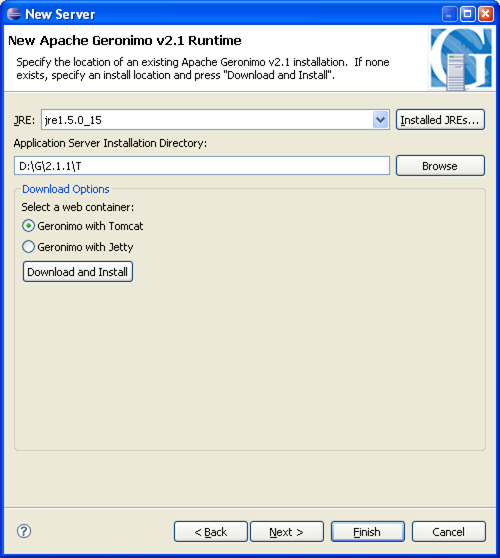 New Server
New Apache Geronimo v2.1 Runtime
Specify the location of an existing Apache Geronimo v2.1 installation. If none
exists, specify an install location and press "Download and Install".
G
JRE: jre1.5.0_15 Installed JREs...
Application Server Installation Directory:
D:\G\2.1.1\T Browse
Download Options
Select a web container:
Geronimo with Tomcat
Geronimo with Jetty
Download and Install
? < Back Next > Finish Cancel